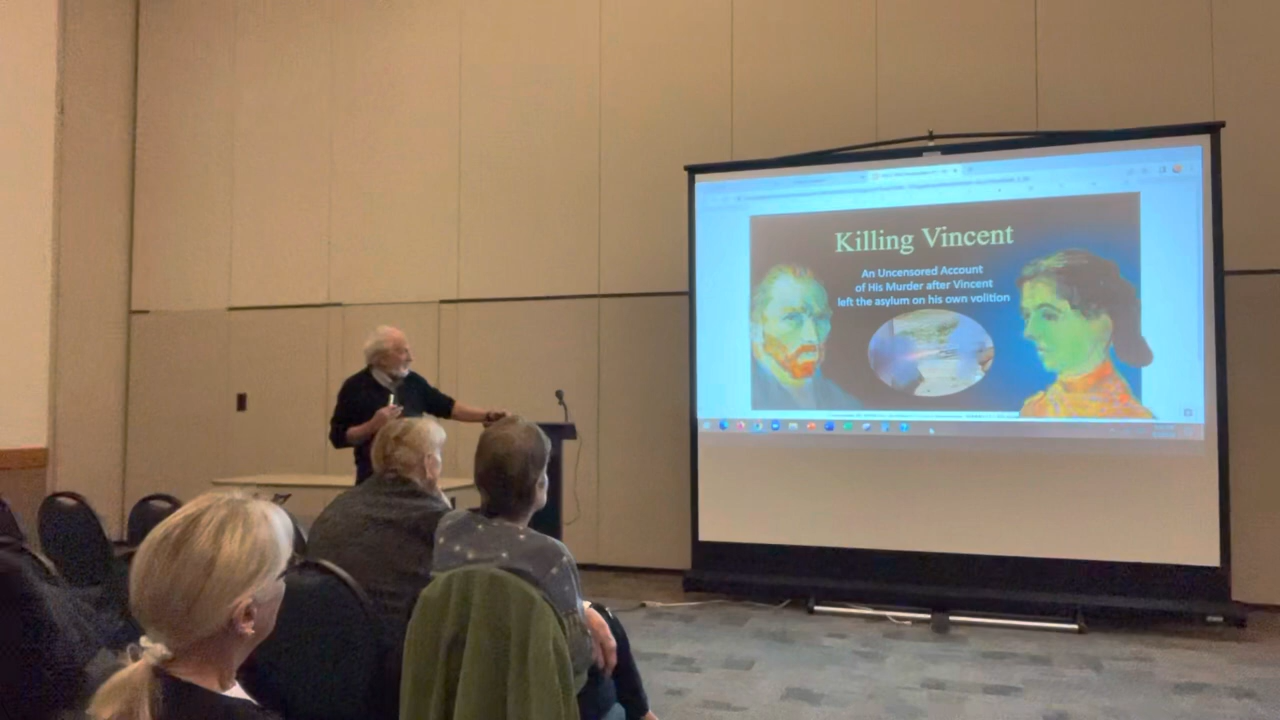 Killing Vincent
An Uncensored Account
of His Murder after Vincent
left the asylum on his own volition